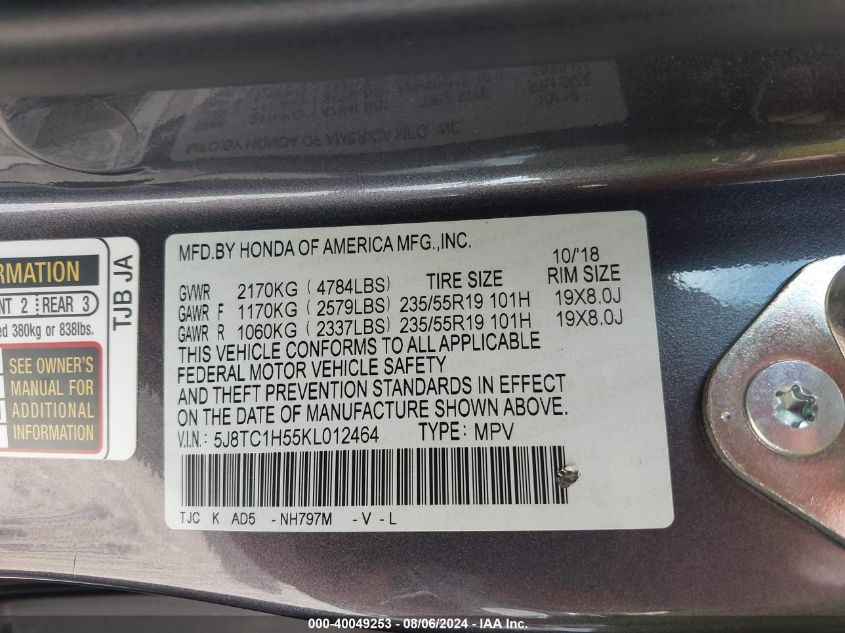 MFD.BY HONDA OF AMERICA MFG.,INC.
10/'18
GVWR 2170KG ( 4784LBS) TIRE SIZE RIM SIZE
GAWR F 1170KG ( 2579LBS) 235/55R19 101H 19X8.0J
GAWR R 1060KG ( 2337LBS) 235/55R19 101H 19X8.0J
THIS VEHICLE CONFORMS TO ALL APPLICABLE
FEDERAL MOTOR VEHICLE SAFETY
AND THEFT PREVENTION STANDARDS IN EFFECT
ON THE DATE OF MANUFACTURE SHOWN ABOVE.
V.I.N.: 5J8TC1H55KL012464 TYPE: MPV
TJC K AD5 -NH797M -V -L
RMATION
NT 2 REAR 3
ed 380kg or 838lbs.
SEE OWNER'S
MANUAL FOR
ADDITIONAL
INFORMATION
TJB JA
000--40049253 - 08/06/2024 - IAA.COM